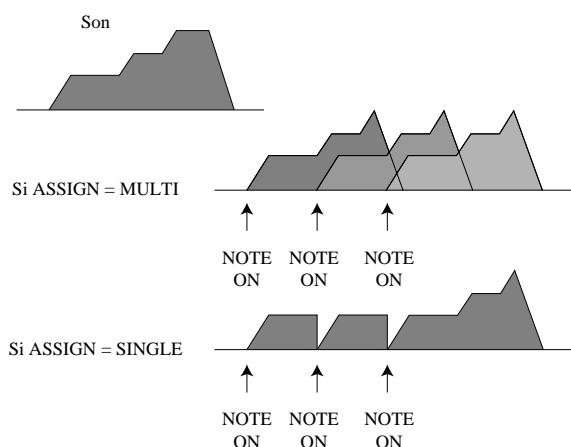 Son
Si ASSIGN = MULTI
NOTE NOTE NOTE
ON ON ON
Si ASSIGN = SINGLE
NOTE NOTE NOTE
ON ON ON